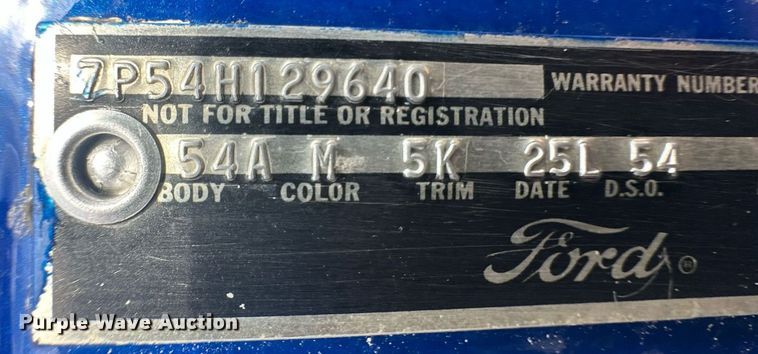 7P54H129640 WARRANTY NUMBER
NOT FOR TITLE OR REGISTRATION
54A M 5K 25L 54
BODY COLOR TRIM DATE D.S.O.
Ford ®
Purple Wave Auction